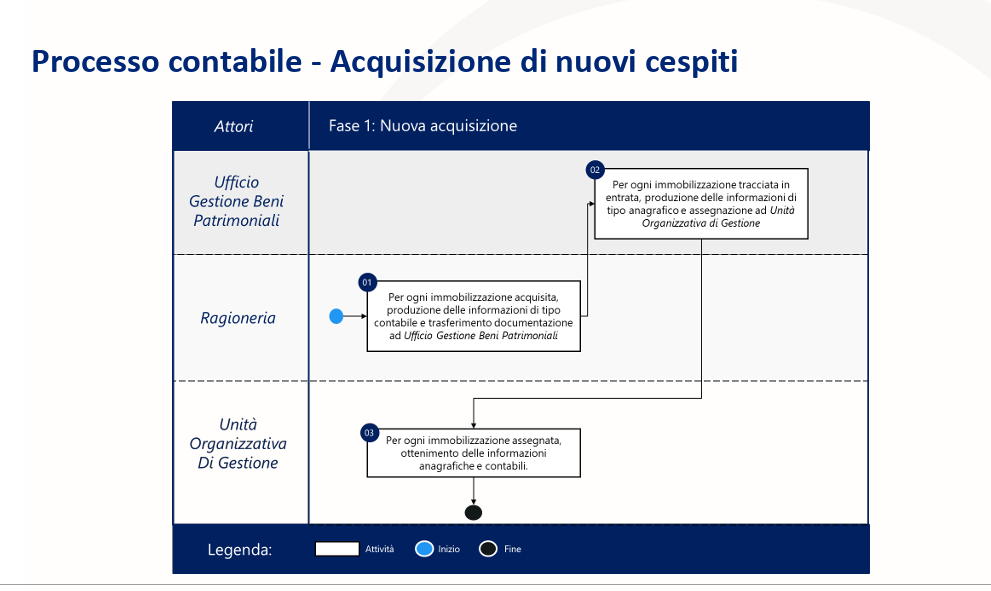 Processo contabile - Acquisizione di nuovi cespiti
Attori
Fase 1: Nuova acquisizione
Ufficio
Gestione Beni
Patrimoniali
02
Per ogni immobilizzazione tracciata in
entrata, produzione delle informazioni di
tipo anagrafico e assegnazione ad Unità
Organizzativa di Gestione
Ragioneria
01
Per ogni immobilizzazione acquisita,
produzione delle informazioni di tipo
contabile e trasferimento documentazione
ad Ufficio Gestione Beni Patrimoniali
Unità
Organizzativa
Di Gestione
03
Per ogni immobilizzazione assegnata,
ottenimento delle informazioni
anagrafiche e contabili.
Legenda:
Attività
Inizio
Fine